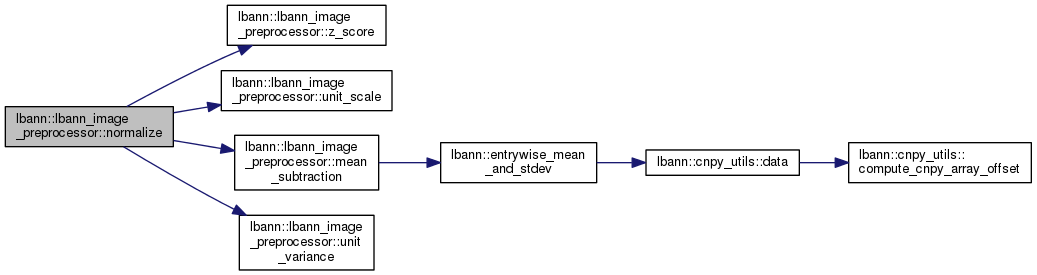 lbann::lbann_image
_preprocessor::normalize
lbann::lbann_image
_preprocessor::z_score
lbann::lbann_image
_preprocessor::unit_scale
lbann::lbann_image
_preprocessor::mean
_subtraction
lbann::lbann_image
_preprocessor::unit
_variance
lbann::entrywise_mean
_and_stdev
lbann::cnpy_utils::data
lbann::cnpy_utils::
compute_cnpy_array_offset